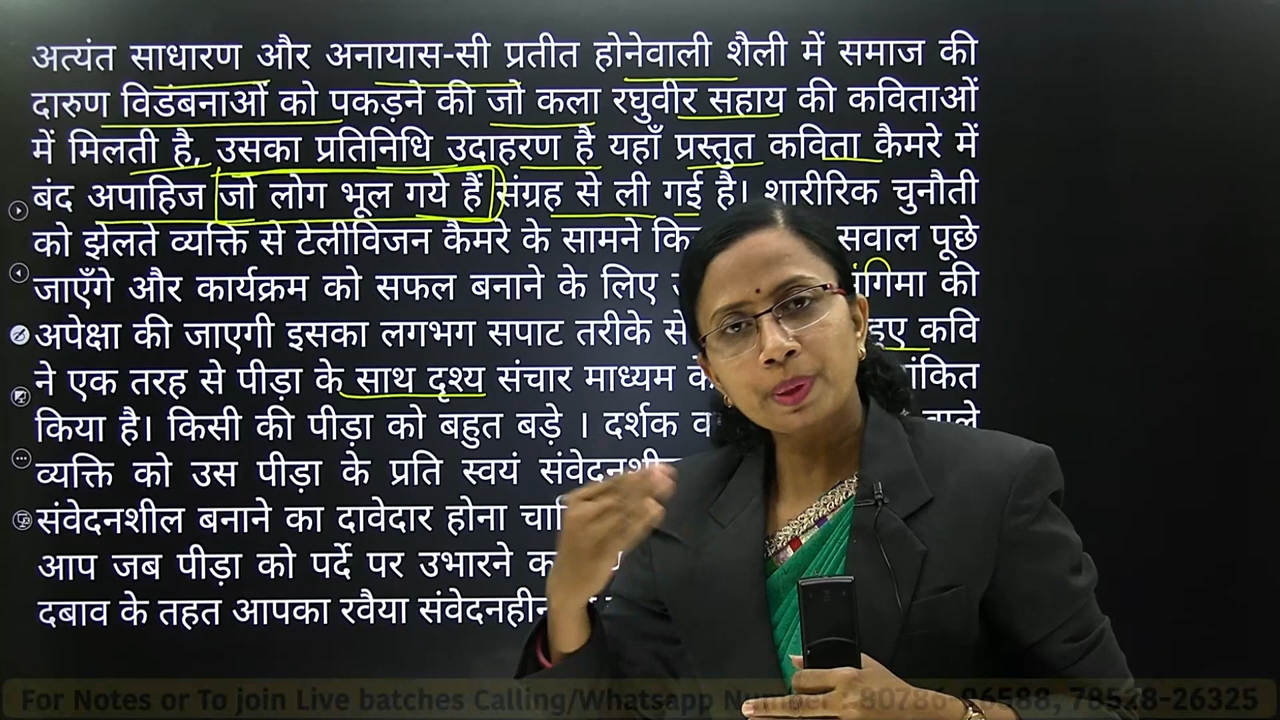 अत्यंत साधारण और अनायास-सी प्रतीत होनेवाली शैली में समाज की
दारुण विडंबनाओं को पकड़ने की जो कला रघुवीर सहाय की कविताओं
में मिलती है, उसका प्रतिनिधि उदाहरण है यहाँ प्रस्तुत कविता कैमरे में
बंद अपाहिज जो लोग भूल गये हैं संग्रह से ली गई है। शारीरिक चुनौती
को झेलते व्यक्ति से टेलीविजन कैमरे के सामने सवाल पूछे
जाएँगे और कार्यक्रम को सफल बनाने के लिए की
अपेक्षा की जाएगी इसका लगभग सपाट तरीके से कवि
ने एक तरह से पीड़ा के साथ दृश्य संचार माध्यम
किया है। किसी की पीड़ा को बहुत बड़े । दर्शक वाले
व्यक्ति को उस पीड़ा के प्रति स्वयं
संवेदनशील बनाने का दावेदार होना
आप जब पीड़ा को पर्दे पर उभारने
दबाव के तहत आपका रवैया
For Notes or To join Live batches Calling/Whatsapp Number : 80786-96588, 78528-26325